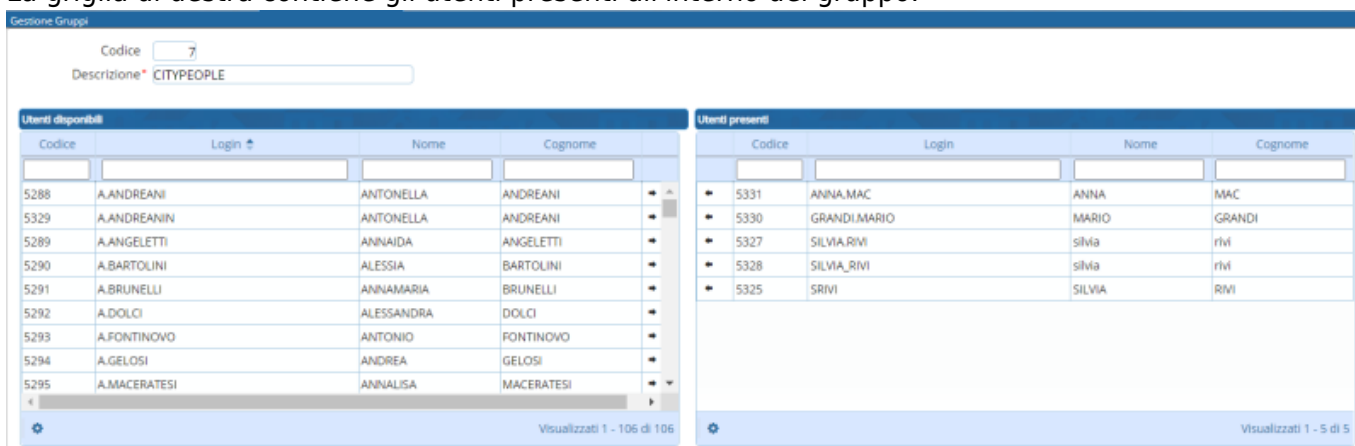 La griglia di destra contiene gli utenti presenti all'interno del gruppo.
Gestione Gruppi
Codice 7
Descrizione* CITYPEOPLE
Utenti disponibili
Codice Login Nome Cognome
5288 A.ANDREANI ANTONELLA ANDREANI
5329 A.ANDREANIN ANTONELLA ANDREANI
5289 A.ANGELETTI ANNAIDA ANGELETTI
5290 A.BARTOLINI ALESSIA BARTOLINI
5291 A.BRUNELLI ANNAMARIA BRUNELLI
5292 A.DOLCI ALESSANDRA DOLCI
5293 A.FONTINOVO ANTONIO FONTINOVO
5294 A.GELOSI ANDREA GELOSI
5295 A.MACERATESI ANNALISA MACERATESI
Visualizzati 1 - 106 di 106
Utenti presenti
Codice Login Nome Cognome
5331 ANNA.MAC ANNA MAC
5330 GRANDI.MARIO MARIO GRANDI
5327 SILVIA.RIVI silvia rivi
5328 SILVIA_RIVI silvia rivi
5325 SRIVI SILVIA RIVI
Visualizzati 1 - 5 di 5